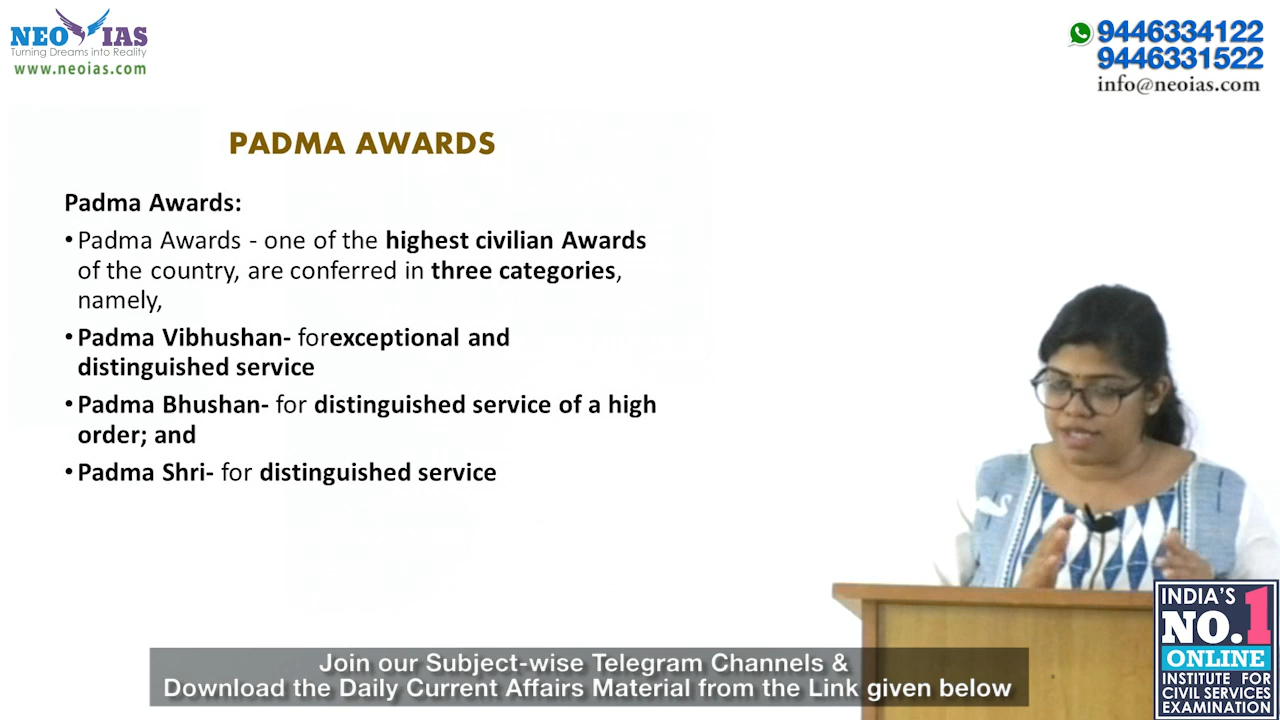 NEO IAS
Turning Dreams into Reality
www.neoias.com
9446334122
9446331522
info@neoias.com
PADMA AWARDS
Padma Awards:
•Padma Awards - one of the highest civilian Awards
of the country, are conferred in three categories,
namely,
•Padma Vibhushan- forexceptional and
distinguished service
•Padma Bhushan- for distinguished service of a high
order; and
•Padma Shri- for distinguished service
INDIA'S
NO.1
ONLINE
INSTITUTE FOR
CIVIL SERVICES
EXAMINATION
Join our Subject-wise Telegram Channels &
Download the Daily Current Affairs Material from the Link given below